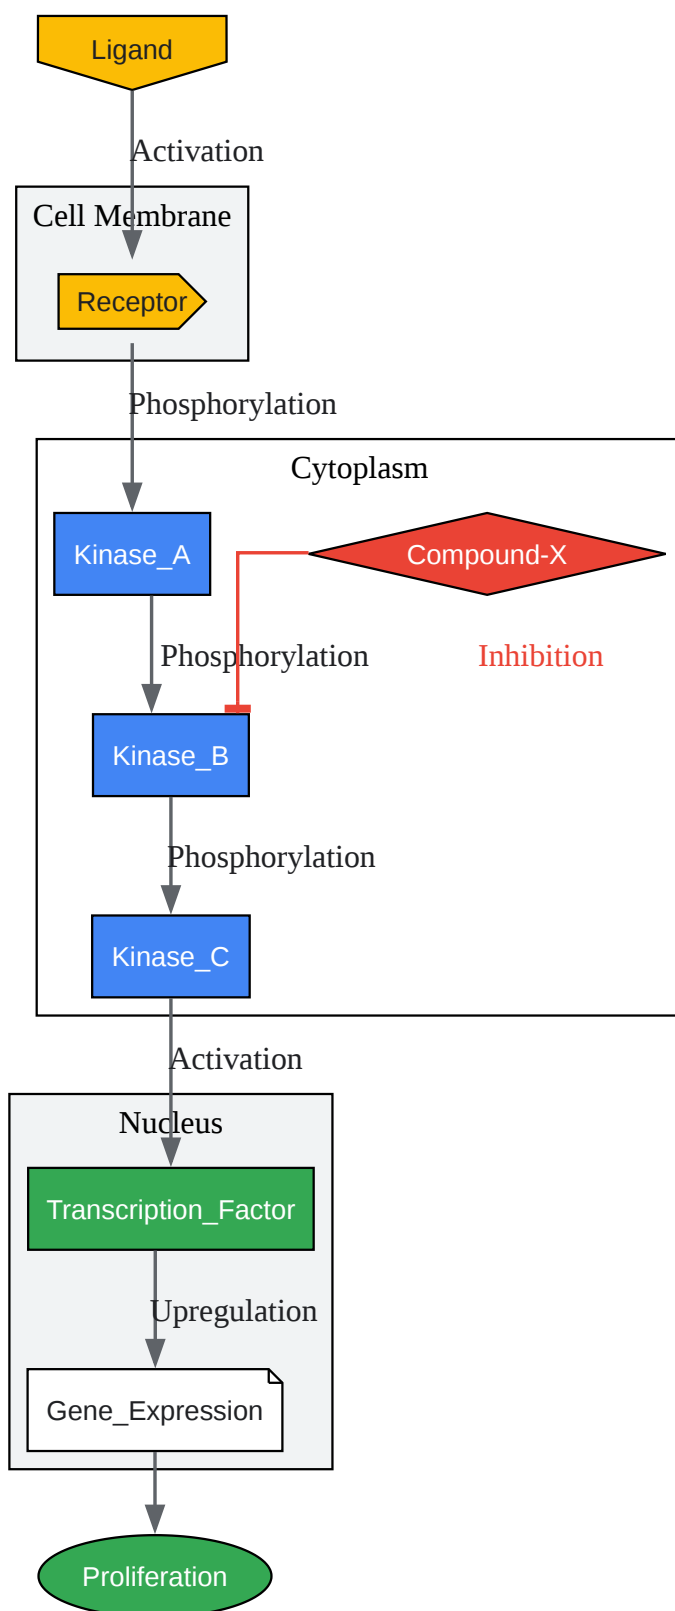 Ligand
Activation
Cell Membrane
Receptor
Phosphorylation
Cytoplasm
Kinase_A
Compound-X
Phosphorylation
Inhibition
Kinase_B
Phosphorylation
Kinase_C
Activation
Nucleus
Transcription_Factor
Upregulation
Gene_Expression
Proliferation